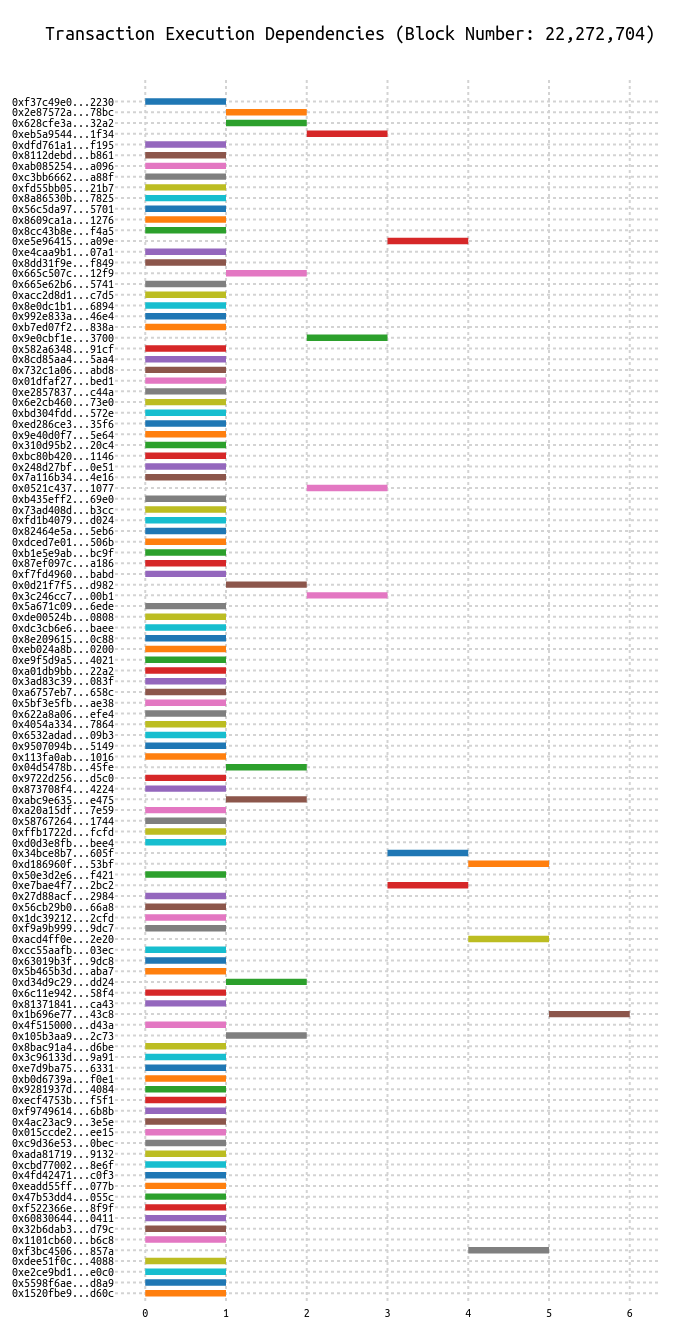 Transaction Execution Dependencies (Block Number: 22,272,704)
0xf37c49e0...2230
0x2e87572a...78bc
0x628cfe3a...32a2
0xeb5a9544...1f34
0xdfd761a1...f195
0x8112debd...b861
0xab085254...a096
0xc3bb6662...a88f
0xfd55bb05...21b7
0x8a86530b...7825
0x56c5da97...5701
0x8609ca1a...1276
0x8cc43b8e...f4a5
0xe5e96415...a09e
0xe4caa9b1...07a1
0x8dd31f9e...f849
0x665c507c...12f9
0x665e62b6...5741
0xacc2d8d1...c7d5
0x8e0dc1b1...6894
0x992e833a...46e4
0xb7ed07f2...838a
0x9e0cbf1e...3700
0x582a6348...91cf
0x8cd85aa4...5aa4
0x732c1a06...abd8
0x01dfaf27...bed1
0xe2857837...c44a
0x6e2cb460...73e0
0xbd304fdd...572e
0xed286ce3...35f6
0x9e40d0f7...5e64
0x310d95b2...20c4
0xbc80b420...1146
0x248d27bf...0e51
0x7a116b34...4e16
0x0521c437...1077
0xb435eff2...69e0
0x73ad408d...b3cc
0xfd1b4079...d024
0x82464e5a...5eb6
0xdced7e01...506b
0xb1e5e9ab...bc9f
0x87ef097c...a186
0xf7fd4960...babd
0x0d21f7f5...d982
0x3c246cc7...00b1
0x5a671c09...6ede
0xde00524b...0808
0xdc3cb6e6...baee
0x8e209615...0c88
0xeb024a8b...0200
0xe9f5d9a5...4021
0xa01db9bb...22a2
0x3ad83c39...083f
0xa6757eb7...658c
0x5bf3e5fb...ae38
0x622a8a06...efe4
0x4054a334...7864
0x6532adad...09b3
0x9507094b...5149
0x113fa0ab...1016
0x04d5478b...45fe
0x9722d256...d5c0
0x873708f4...4224
0xabc9e635...e475
0xa20a15df...7e59
0x58767264...1744
0xffb1722d...fcfd
0xd0d3e8fb...bee4
0x34bce8b7...605f
0xd186960f...53bf
0x50e3d2e6...f421
0xe7bae4f7...2bc2
0x27d88acf...2984
0x56cb29b0...66a8
0x1dc39212...2cfd
0xf9a9b999...9dc7
0xacd4ff0e...2e20
0xcc55aafb...03ec
0x63019b3f...9dc8
0x5b465b3d...aba7
0xd34d9c29...dd24
0x6c11e942...58f4
0x81371841...ca43
0x1b696e77...43c8
0x4f515000...d43a
0x105b3aa9...2c73
0x8bac91a4...d6be
0x3c96133d...9a91
0xe7d9ba75...6331
0xb0d6739a...f0e1
0x9281937d...4084
0xecf4753b...f5f1
0xf9749614...6b8b
0x4ac23ac9...3e5e
0x015ccde2...ee15
0xc9d36e53...0bec
0xada81719...9132
0xcbd77002...8e6f
0x4fd42471...c0f3
0xeadd55ff...077b
0x47b53dd4...055c
0xf522366e...8f9f
0x60830644...0411
0x32b6dab3...d79c
0x1101cb60...b6c8
0xf3bc4506...857a
0xdee51f0c...4088
0xe2ce9bd1...e0c0
0x5598f6ae...d8a9
0x1520fbe9...d60c
0 1 2 3 4 5 6